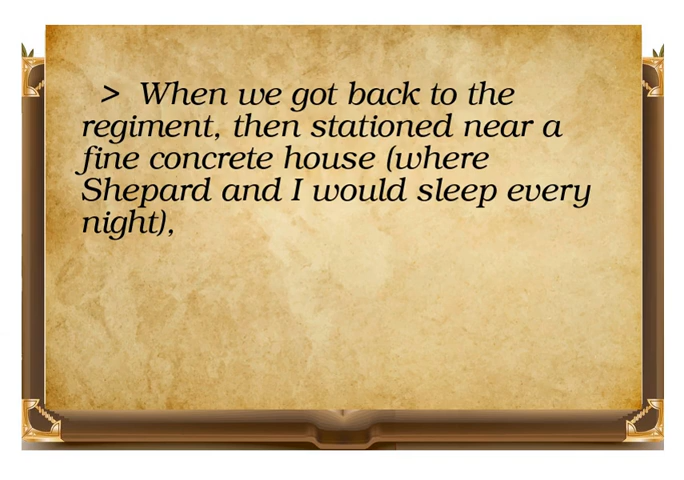 > When we got back to the
regiment, then stationed near a
fine concrete house (where
Shepard and I would sleep every
night),